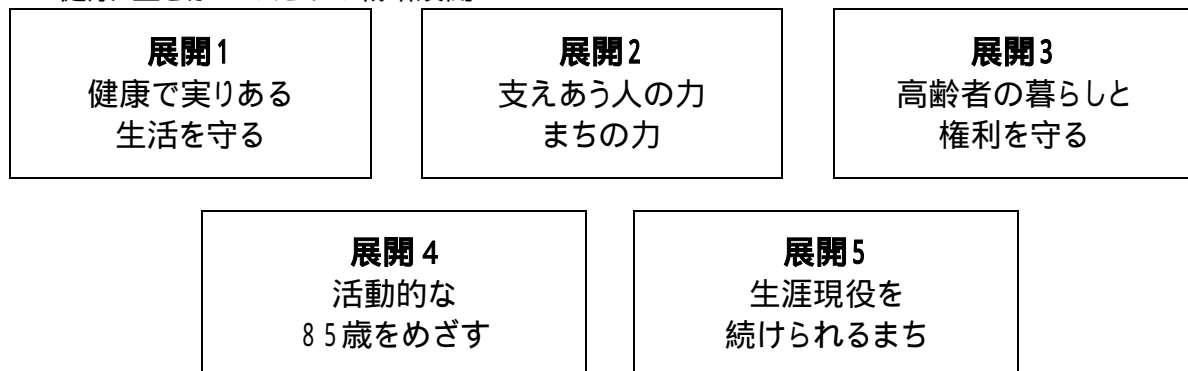 展開1
健康で実りある
生活を守る
展開2
支えあう人の力
まちの力
展開3
高齢者の暮らしと
権利を守る
展開4
活動的な
85歳をめざす
展開5
生涯現役を
続けられるまち